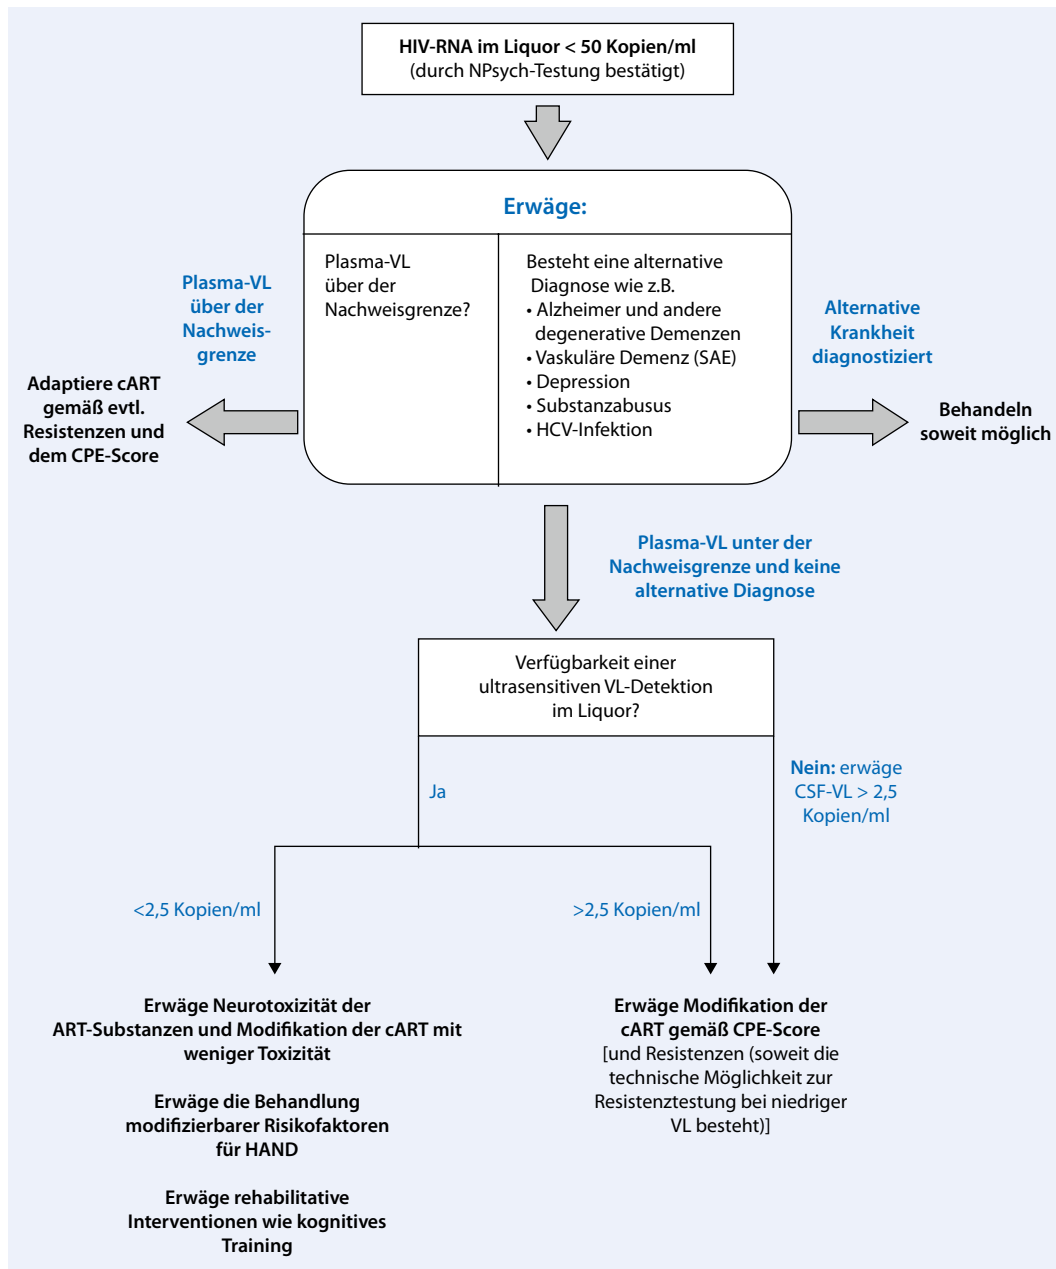 HIV-RNA im Liquor < 50 Kopien/ml
(durch NPsych-Testung bestätigt)
Erwäge:
Plasma-VL
über der
Nachweisgrenze?
Besteht eine alternative
Diagnose wie z.B.
• Alzheimer und andere
degenerative Demenzen
• Vaskuläre Demenz (SAE)
• Depression
• Substanzabusus
• HCV-Infektion
Plasma-VL
über der
Nachweis-
grenze
Adaptiere cART
gemäß evtl.
Resistenzen und
dem CPE-Score
Alternative
Krankheit
diagnostiziert
Behandeln
soweit möglich
Plasma-VL unter der
Nachweisgrenze und keine
alternative Diagnose
Verfügbarkeit einer
ultrasensitiven VL-Detektion
im Liquor?
Ja
Nein: erwäge
CSF-VL > 2,5
Kopien/ml
<2,5 Kopien/ml
>2,5 Kopien/ml
Erwäge Neurotoxizität der
ART-Substanzen und Modifikation der cART mit
weniger Toxizität
Erwäge die Behandlung
modifizierbarer Risikofaktoren
für HAND
Erwäge rehabilitative
Interventionen wie kognitives
Training
Erwäge Modifikation der
cART gemäß CPE-Score
[und Resistenzen (soweit die
technische Möglichkeit zur
Resistenztestung bei niedriger
VL besteht)]